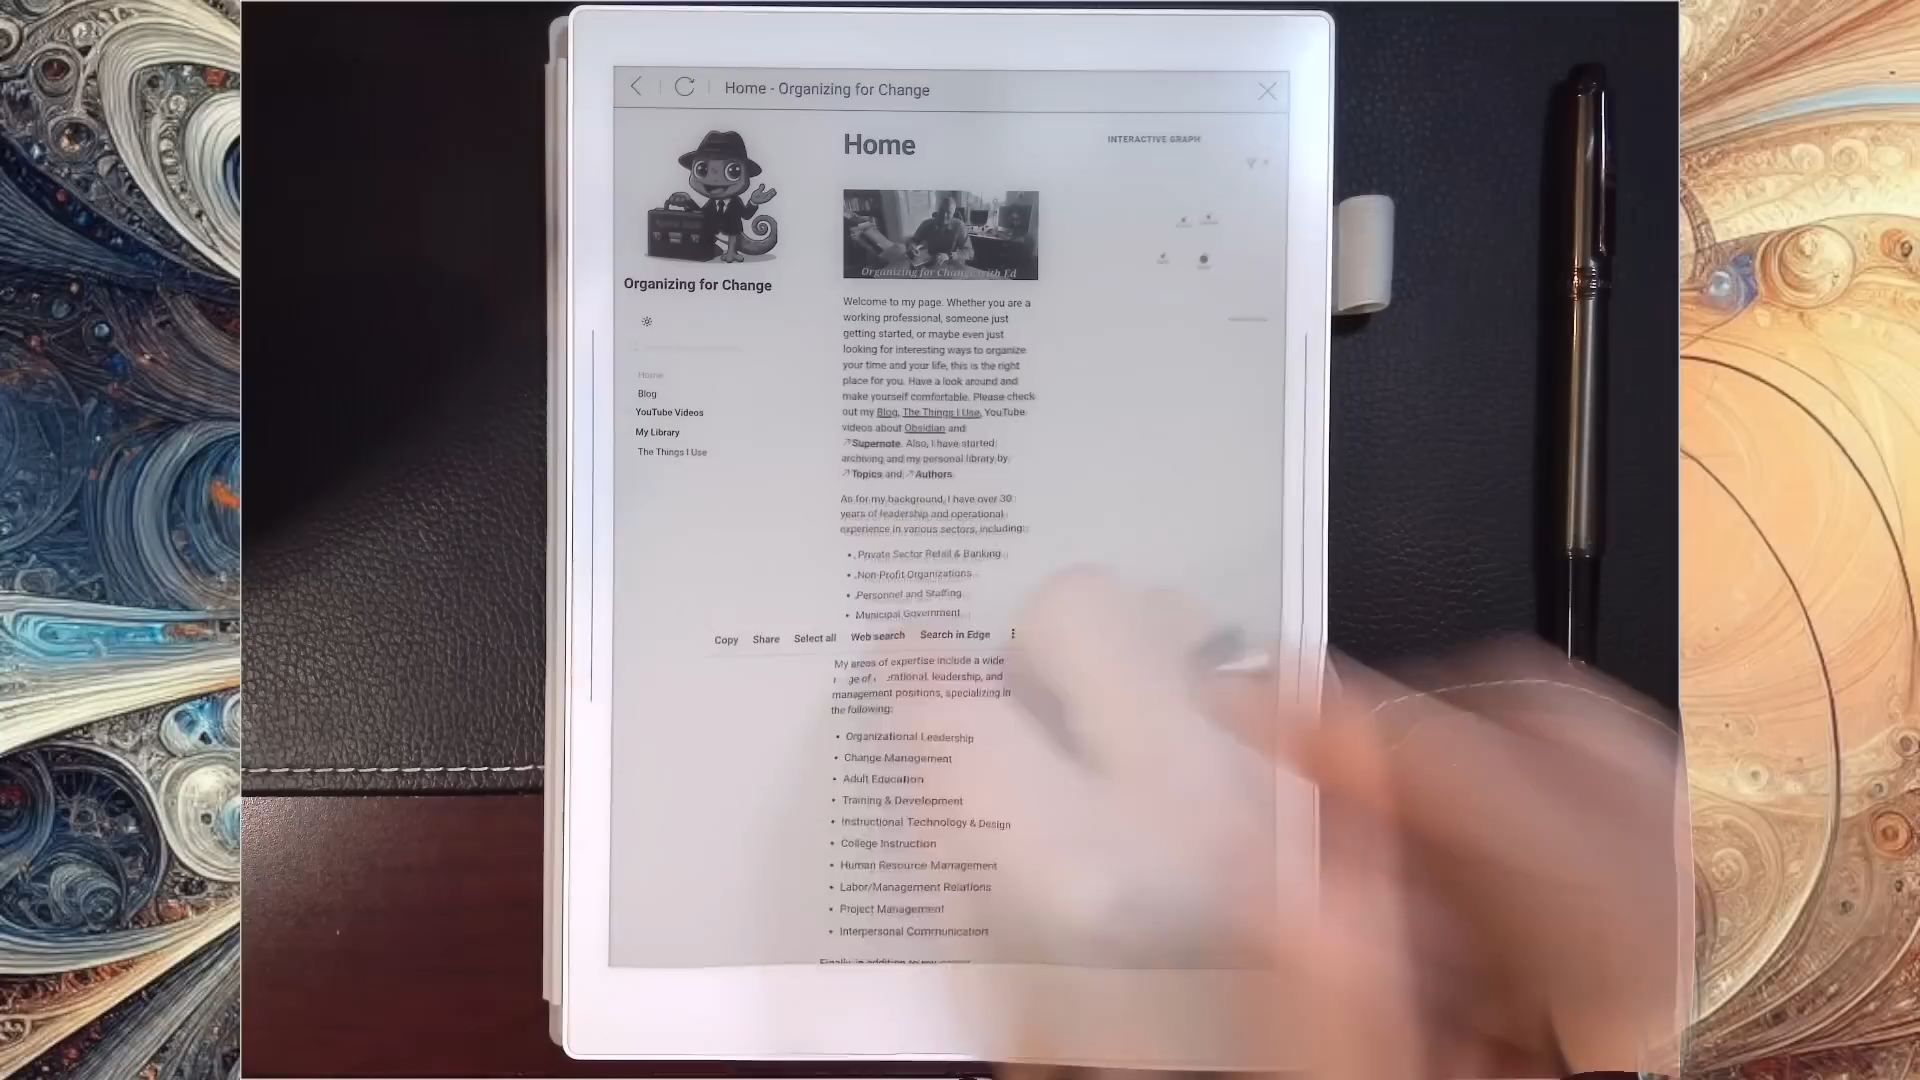 Home - Organizing for Change
Home
INTERACTIVE GRAPH
Organizing for Change with Ed
Organizing for Change
Home
Blog
YouTube Videos
My Library
The Things I Use
Welcome to my page. Whether you are a
working professional, someone just
getting started, or maybe even just
looking for interesting ways to organize
your time and your life, this is the right
place for you. Have a look around and
make yourself comfortable. Please check
out my Blog, The Things I Use, YouTube
videos about Obsidian and
Supernote. Also, I have started
archiving and my personal library by
Topics and Authors
As for my background, I have over 30
years of leadership and operational
experience in various sectors, including:
• Private Sector Retail & Banking
• Non-Profit Organizations
• Personnel and Staffing
• Municipal Government
Copy Share Select all Web search Search in Edge
My areas of expertise include a wide
leadership, and
management positions, specializing in
the following:
• Organizational Leadership
• Change Management
• Adult Education
• Training & Development
• Instructional Technology & Design
• College Instruction
• Human Resource Management
• Labor/Management Relations
• Project Management
• Interpersonal Communication